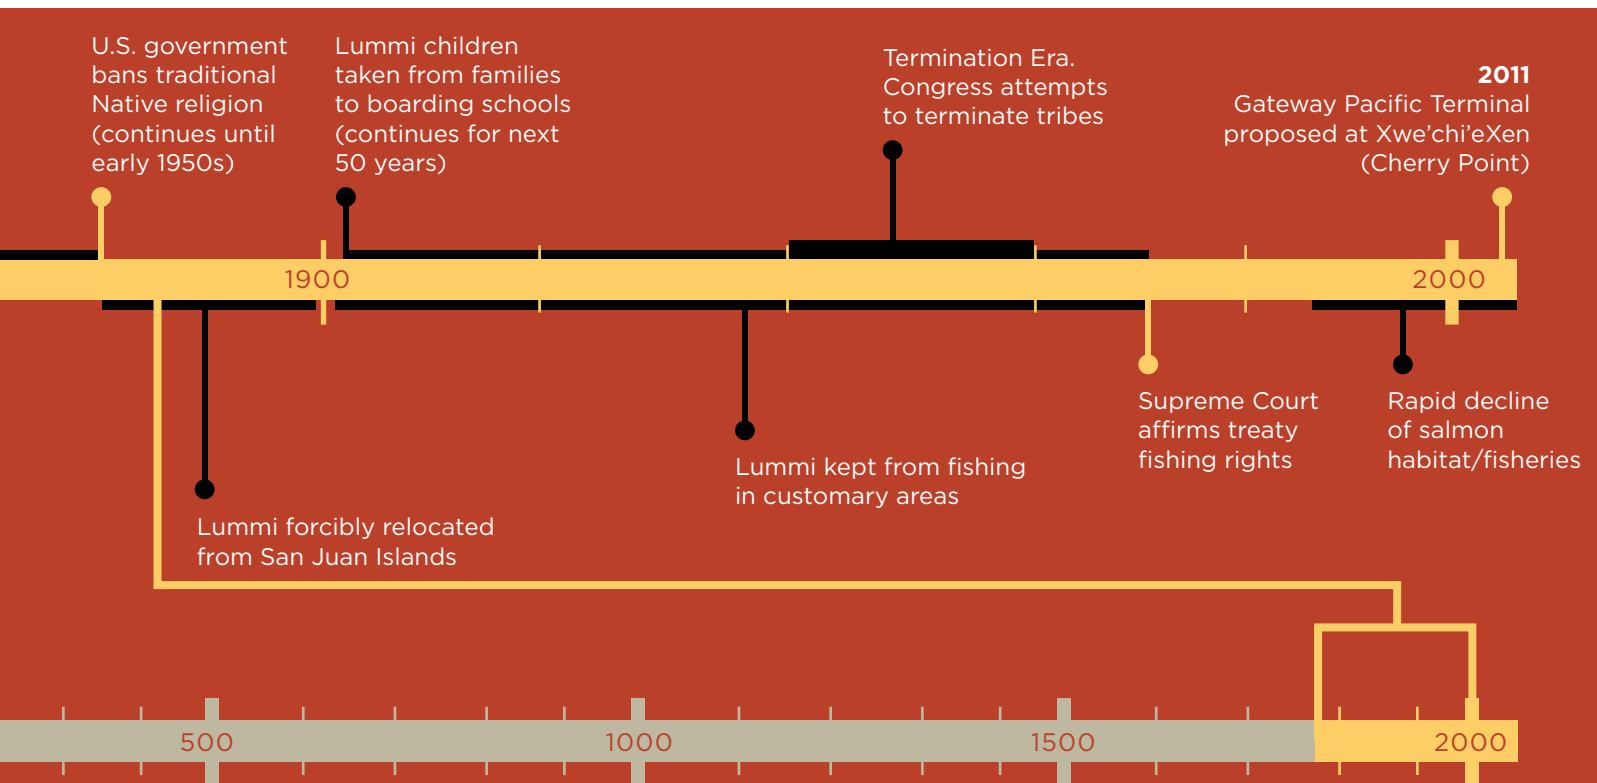 U.S. government
bans traditional
Native religion
(continues until
early 1950s)
Lummi children
taken from families
to boarding schools
(continues for next
50 years)
Termination Era.
Congress attempts
to terminate tribes
2011
Gateway Pacific Terminal
proposed at Xwe’chi’eXen
(Cherry Point)
1900
2000
Lummi forcibly relocated
from San Juan Islands
Lummi kept from fishing
in customary areas
Supreme Court
affirms treaty
fishing rights
Rapid decline
of salmon
habitat/fisheries
500
1000
1500
2000